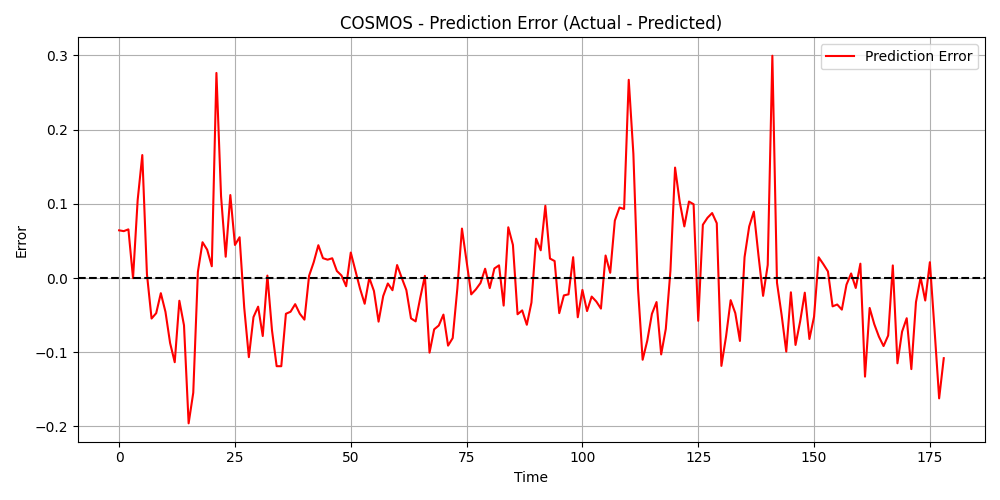 COSMOS - Prediction Error (Actual - Predicted)
Prediction Error
0.3
0.2
0.1
0.0
−0.1
−0.2
Error
0 25 50 75 100 125 150 175
Time